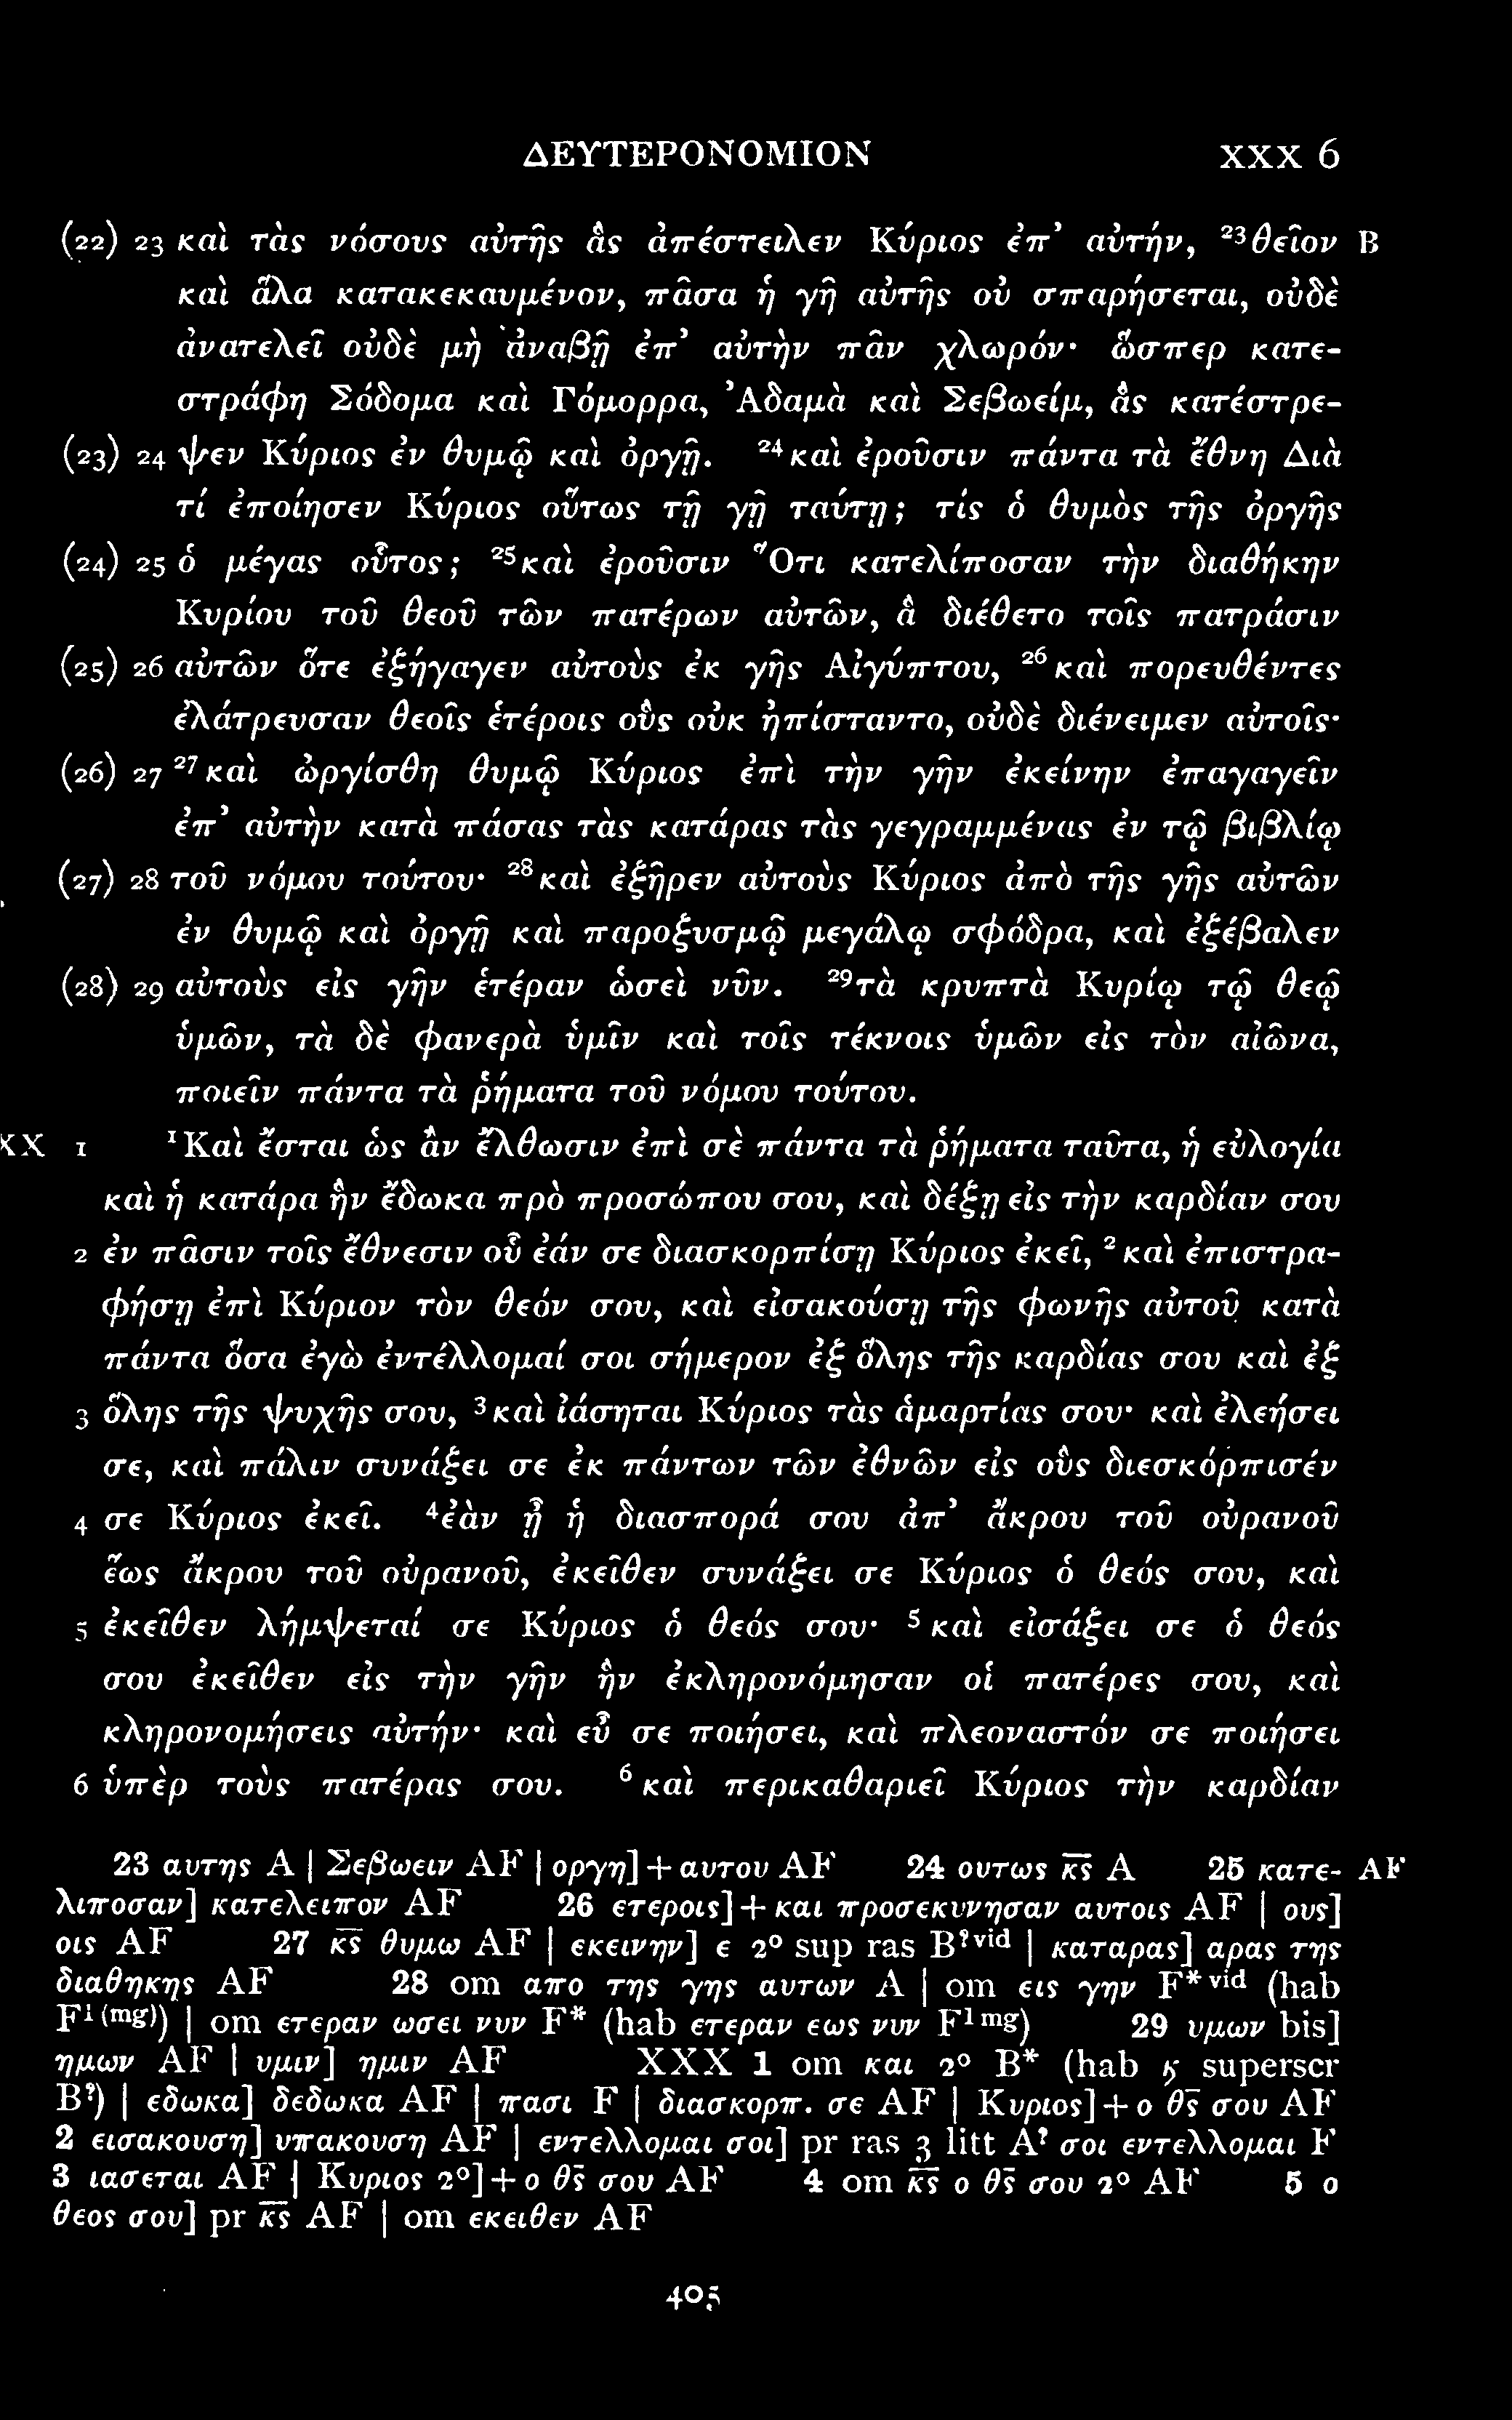 ΔΕΥΤΕΡΟΝΟΜΙΟΝ XXX 6
(22) 23 καὶ τὰς νόσους αὐτῆς ἃς ἀπέστειλεν Κύριος ἐπ᾽ αὐτήν, ²³θεῖον B
καὶ ἅλα κατακεκαυμένον, πᾶσα ἡ γῆ αὐτῆς οὐ σπαρήσεται, οὐδὲ
ἀνατελεῖ οὐδὲ μὴ ἀναβῇ ἐπ᾽ αὐτὴν πᾶν χλωρόν· ὥσπερ κατε-
στράφη Σόδομα καὶ Γόμορρα, Ἀδαμὰ καὶ Σεβωείμ, ἃς κατέστρε-
(23) 24 ψεν Κύριος ἐν θυμῷ καὶ ὀργῇ. ²⁴καὶ ἐροῦσιν πάντα τὰ ἔθνη Διὰ
τί ἐποίησεν Κύριος οὕτως τῇ γῇ ταύτῃ; τίς ὁ θυμὸς τῆς ὀργῆς
(24) 25 ὁ μέγας οὗτος; ²⁵καὶ ἐροῦσιν Ὅτι κατελίποσαν τὴν διαθήκην
Κυρίου τοῦ θεοῦ τῶν πατέρων αὐτῶν, ἃ διέθετο τοῖς πατράσιν
(25) 26 αὐτῶν ὅτε ἐξήγαγεν αὐτοὺς ἐκ γῆς Αἰγύπτου, ²⁶καὶ πορευθέντες
ἐλάτρευσαν θεοῖς ἑτέροις οὓς οὐκ ἠπίσταντο, οὐδὲ διένειμεν αὐτοῖς·
(26) 27 ²⁷καὶ ὠργίσθη θυμῷ Κύριος ἐπὶ τὴν γῆν ἐκείνην ἐπαγαγεῖν
ἐπ᾽ αὐτὴν κατὰ πάσας τὰς κατάρας τὰς γεγραμμένας ἐν τῷ βιβλίῳ
(27) 28 τοῦ νόμου τούτου· ²⁸καὶ ἐξῆρεν αὐτοὺς Κύριος ἀπὸ τῆς γῆς αὐτῶν
ἐν θυμῷ καὶ ὀργῇ καὶ παροξυσμῷ μεγάλῳ σφόδρα, καὶ ἐξέβαλεν
(28) 29 αὐτοὺς εἰς γῆν ἑτέραν ὡσεὶ νῦν. ²⁹τὰ κρυπτὰ Κυρίῳ τῷ θεῷ
ὑμῶν, τὰ δὲ φανερὰ ὑμῖν καὶ τοῖς τέκνοις ὑμῶν εἰς τὸν αἰῶνα,
ποιεῖν πάντα τὰ ῥήματα τοῦ νόμου τούτου.
XX 1 ¹Καὶ ἔσται ὡς ἂν ἔλθωσιν ἐπὶ σὲ πάντα τὰ ῥήματα ταῦτα, ἡ εὐλογία
καὶ ἡ κατάρα ἣν ἔδωκα πρὸ προσώπου σου, καὶ δέξῃ εἰς τὴν καρδίαν σου
2 ἐν πᾶσιν τοῖς ἔθνεσιν οὗ ἐάν σε διασκορπίσῃ Κύριος ἐκεῖ, ²καὶ ἐπιστρα-
φήσῃ ἐπὶ Κύριον τὸν θεόν σου, καὶ εἰσακούσῃ τῆς φωνῆς αὐτοῦ κατὰ
πάντα ὅσα ἐγὼ ἐντέλλομαί σοι σήμερον ἐξ ὅλης τῆς καρδίας σου καὶ ἐξ
3 ὅλης τῆς ψυχῆς σου, ³καὶ ἰάσηται Κύριος τὰς ἁμαρτίας σου· καὶ ἐλεήσει
σε, καὶ πάλιν συνάξει σε ἐκ πάντων τῶν ἐθνῶν εἰς οὓς διεσκόρπισέν
4 σε Κύριος ἐκεῖ. ⁴ἐὰν ᾖ ἡ διασπορά σου ἀπ᾽ ἄκρου τοῦ οὐρανοῦ
ἕως ἄκρου τοῦ οὐρανοῦ, ἐκεῖθεν συνάξει σε Κύριος ὁ θεός σου, καὶ
5 ἐκεῖθεν λήμψεταί σε Κύριος ὁ θεός σου· ⁵καὶ εἰσάξει σε ὁ θεός
σου ἐκεῖθεν εἰς τὴν γῆν ἣν ἐκληρονόμησαν οἱ πατέρες σου, καὶ
κληρονομήσεις αὐτήν· καὶ εὖ σε ποιήσει, καὶ πλεοναστόν σε ποιήσει
6 ὑπὲρ τοὺς πατέρας σου. ⁶καὶ περικαθαριεῖ Κύριος τὴν καρδίαν
23 αυτης A | Σεβωειν AF | οργη] + αυτου AF 24 ουτως κ̅ς̅ A 25 κατε- AF
λιποσαν] κατελειπον AF 26 ετεροις] + και προσεκυνησαν αυτοις AF | ους]
οις AF 27 κ̅ς̅ θυμω AF | εκεινην] ε 2° sup ras B?vid | καταρας] αρας της
διαθηκης AF 28 om απο της γης αυτων A | om εις γην F*vid (hab
F1(mg)) | om ετεραν ωσει νυν F* (hab ετεραν εως νυν F1mg) 29 υμων bis]
ημων AF | υμιν] ημιν AF XXX 1 om και 2° B* (hab ϗ superscr
B?) | εδωκα] δεδωκα AF | πασι F | διασκορπ. σε AF | Κυριος] + ο θ̅ς̅ σου AF
2 εισακουση] υπακουση AF | εντελλομαι σοι] pr ras 3 litt A? σοι εντελλομαι F
3 ιασεται AF | Κυριος 2°] + ο θ̅ς̅ σου AF 4 om κ̅ς̅ ο θ̅ς̅ σου 2° AF 5 ο
θεος σου] pr κ̅ς̅ AF | om εκειθεν AF
405